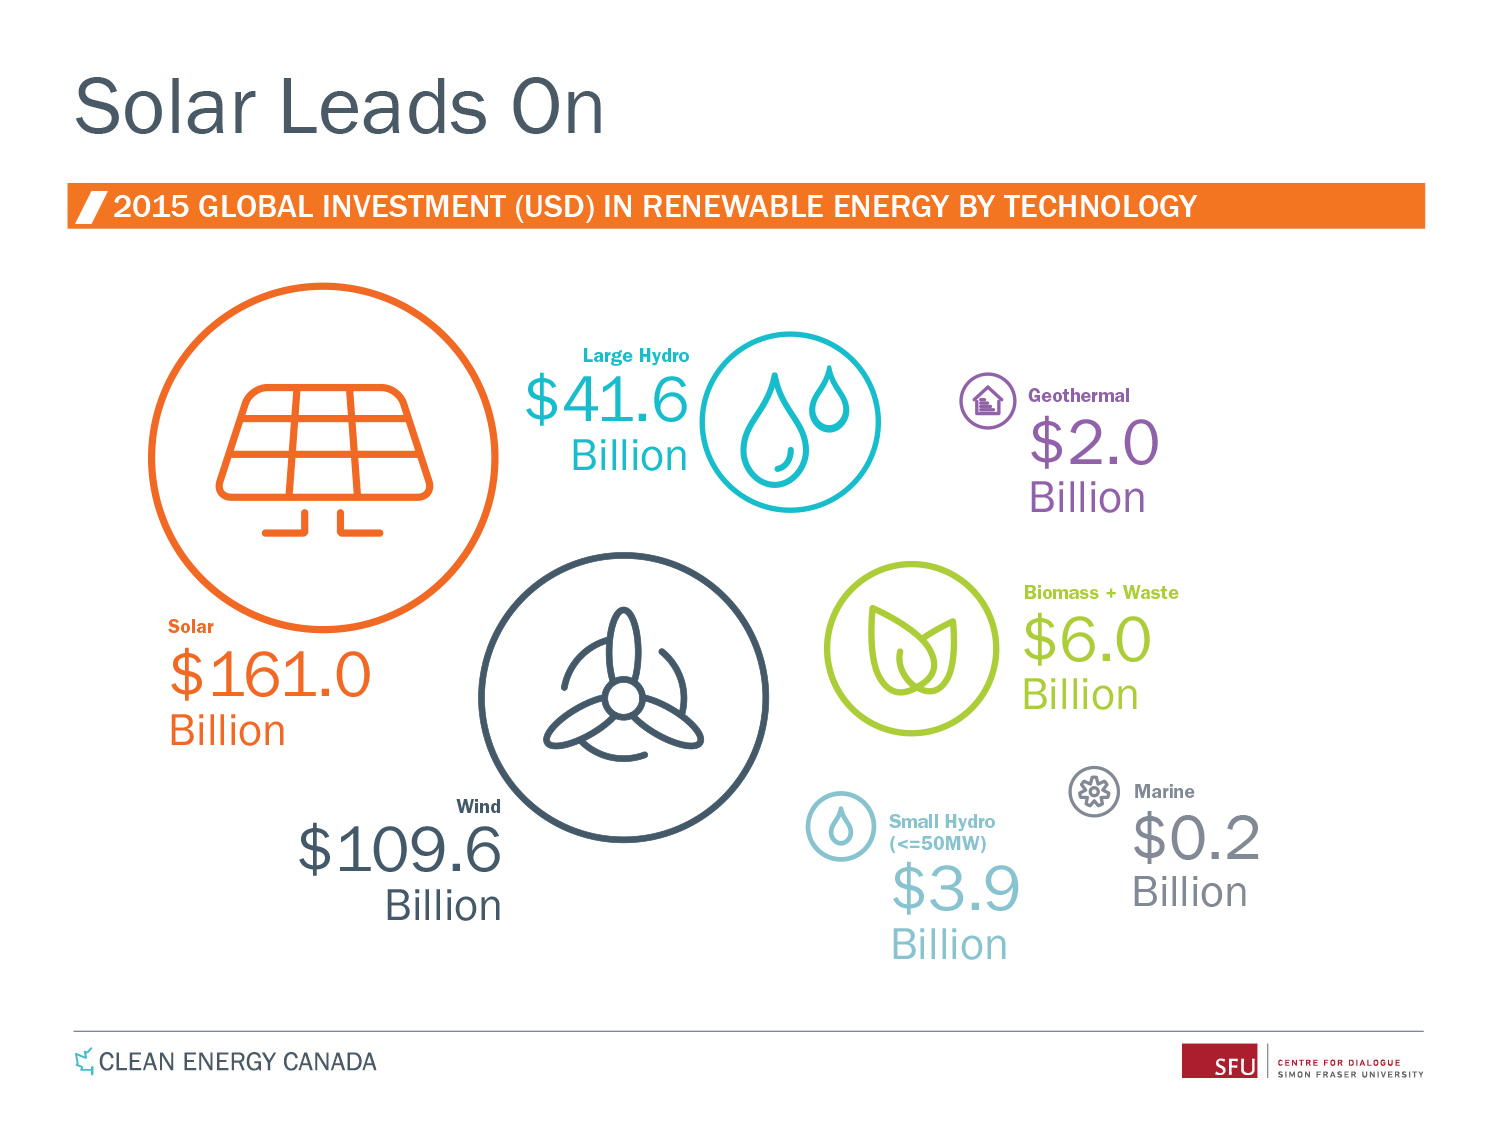 Solar Leads On
2015 GLOBAL INVESTMENT (USD) IN RENEWABLE ENERGY BY TECHNOLOGY
Solar
$161.0
Billion
Large Hydro
$41.6
Billion
Geothermal
$2.0
Billion
Wind
$109.6
Billion
Biomass + Waste
$6.0
Billion
Small Hydro
(<=50MW)
$3.9
Billion
Marine
$0.2
Billion
CLEAN ENERGY CANADA
SFU
CENTRE FOR DIALOGUE
SIMON FRASER UNIVERSITY